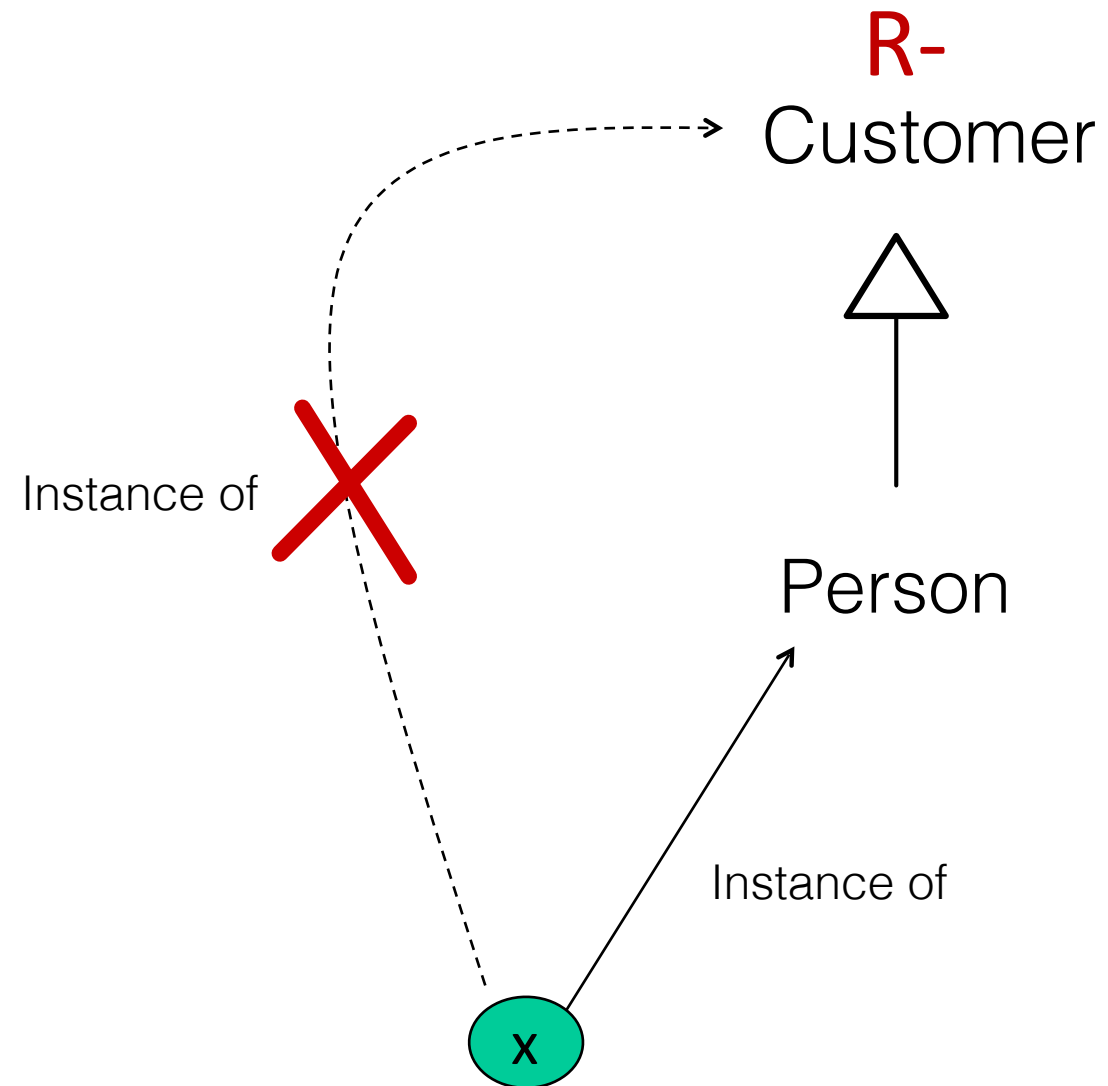 R-
Customer
Instance of
Person
Instance of
x